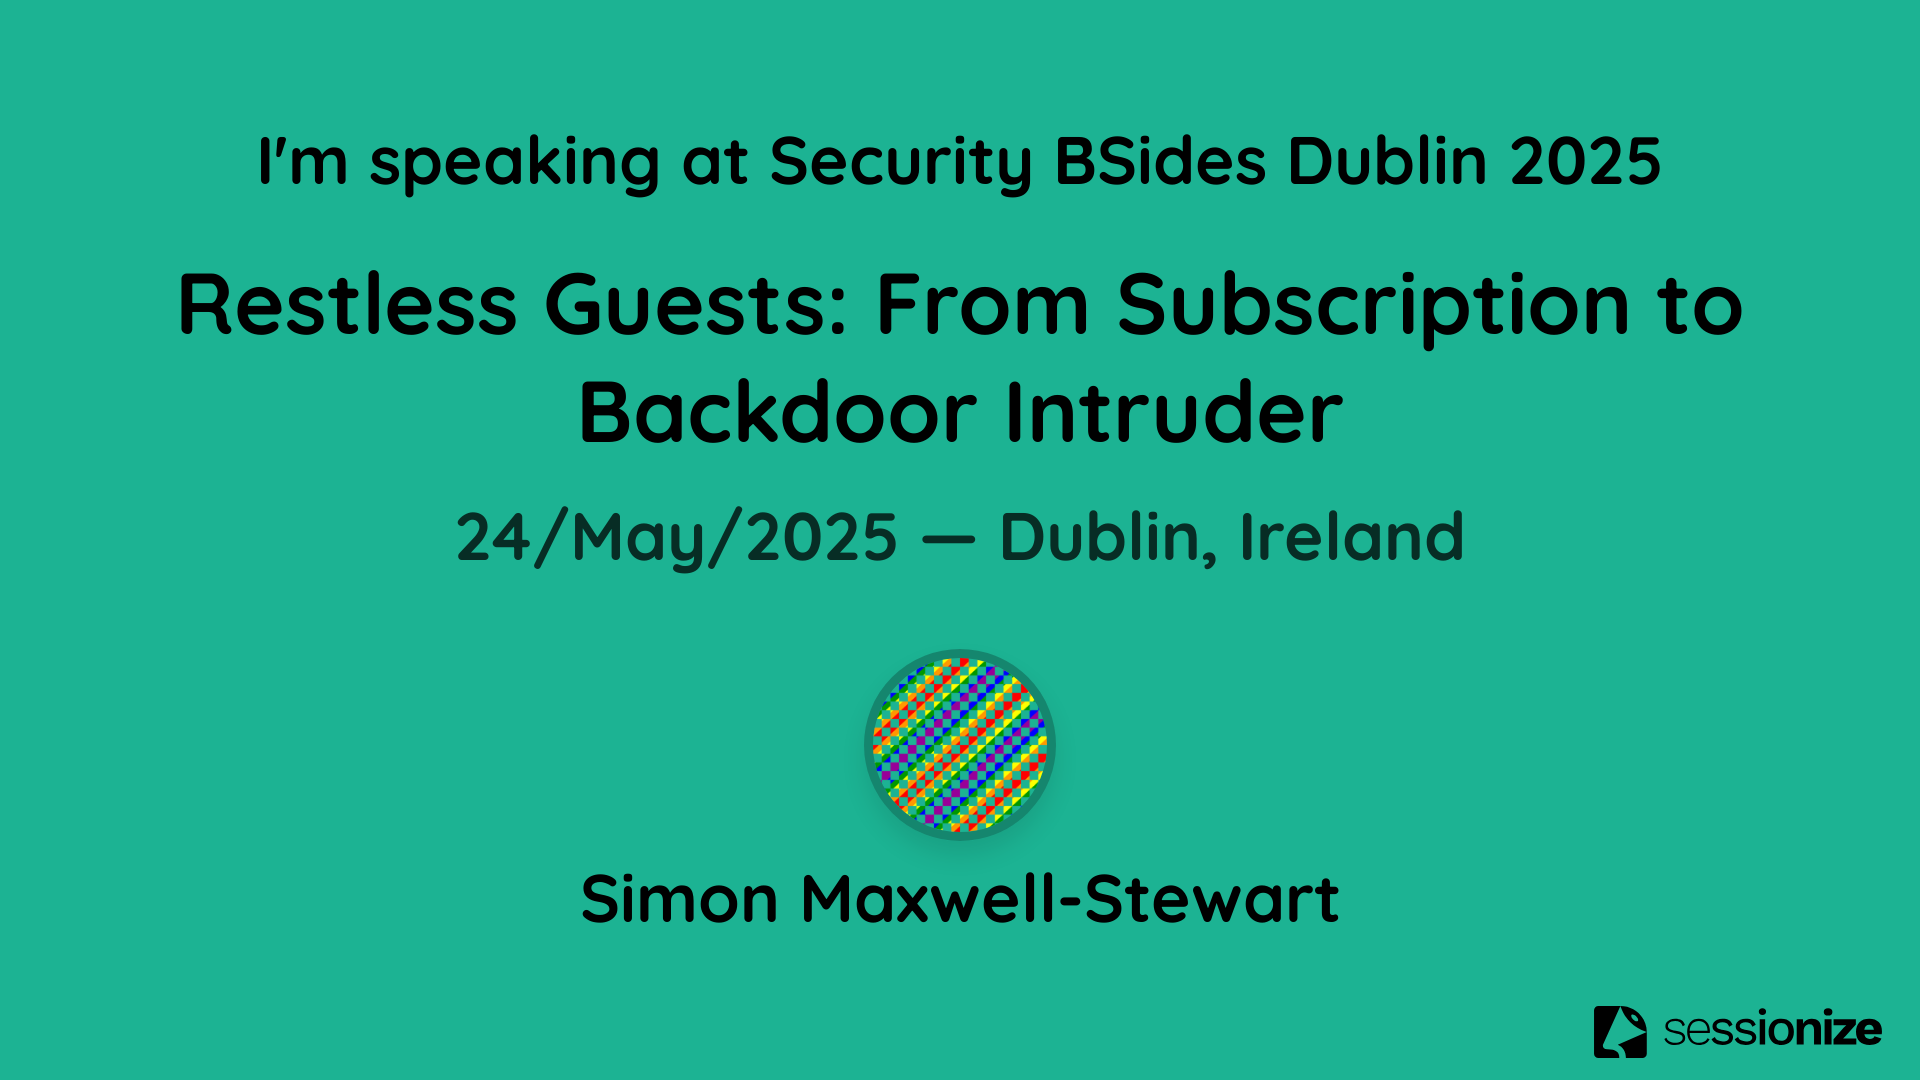 I'm speaking at Security BSides Dublin 2025
Restless Guests: From Subscription to
Backdoor Intruder
24/May/2025 — Dublin, Ireland
Simon Maxwell-Stewart
sessionize